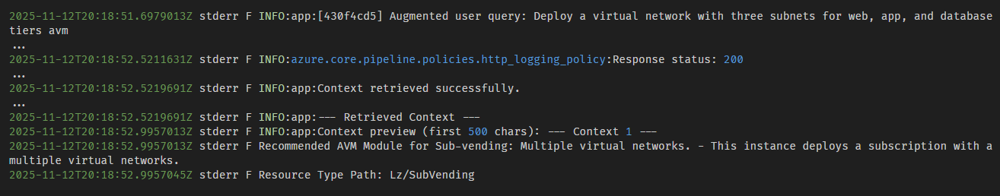 2025-11-12T20:18:51.6979013Z stderr F INFO:app:[430f4cd5] Augmented user query: Deploy a virtual network with three subnets for web, app, and database
tiers avm
...
2025-11-12T20:18:52.5211631Z stderr F INFO:azure.core.pipeline.policies.http_logging_policy:Response status: 200
...
2025-11-12T20:18:52.5219691Z stderr F INFO:app:Context retrieved successfully.
...
2025-11-12T20:18:52.5219691Z stderr F INFO:app:--- Retrieved Context ---
2025-11-12T20:18:52.9957013Z stderr F INFO:app:Context preview (first 500 chars): --- Context 1 ---
2025-11-12T20:18:52.9957013Z stderr F Recommended AVM Module for Sub-vending: Multiple virtual networks. - This instance deploys a subscription with a
multiple virtual networks.
2025-11-12T20:18:52.9957045Z stderr F Resource Type Path: Lz/SubVending